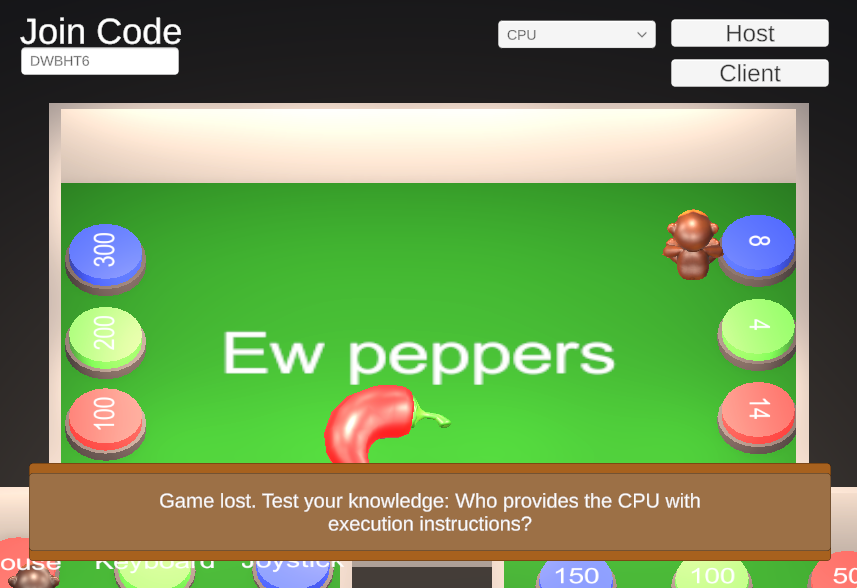 Join Code
DWBHT6
CPU
Host
Client
300
8
200
4
Ew peppers
100
14
Game lost. Test your knowledge: Who provides the CPU with
execution instructions?
ouse
Keyboard
Joystick
150
100
50